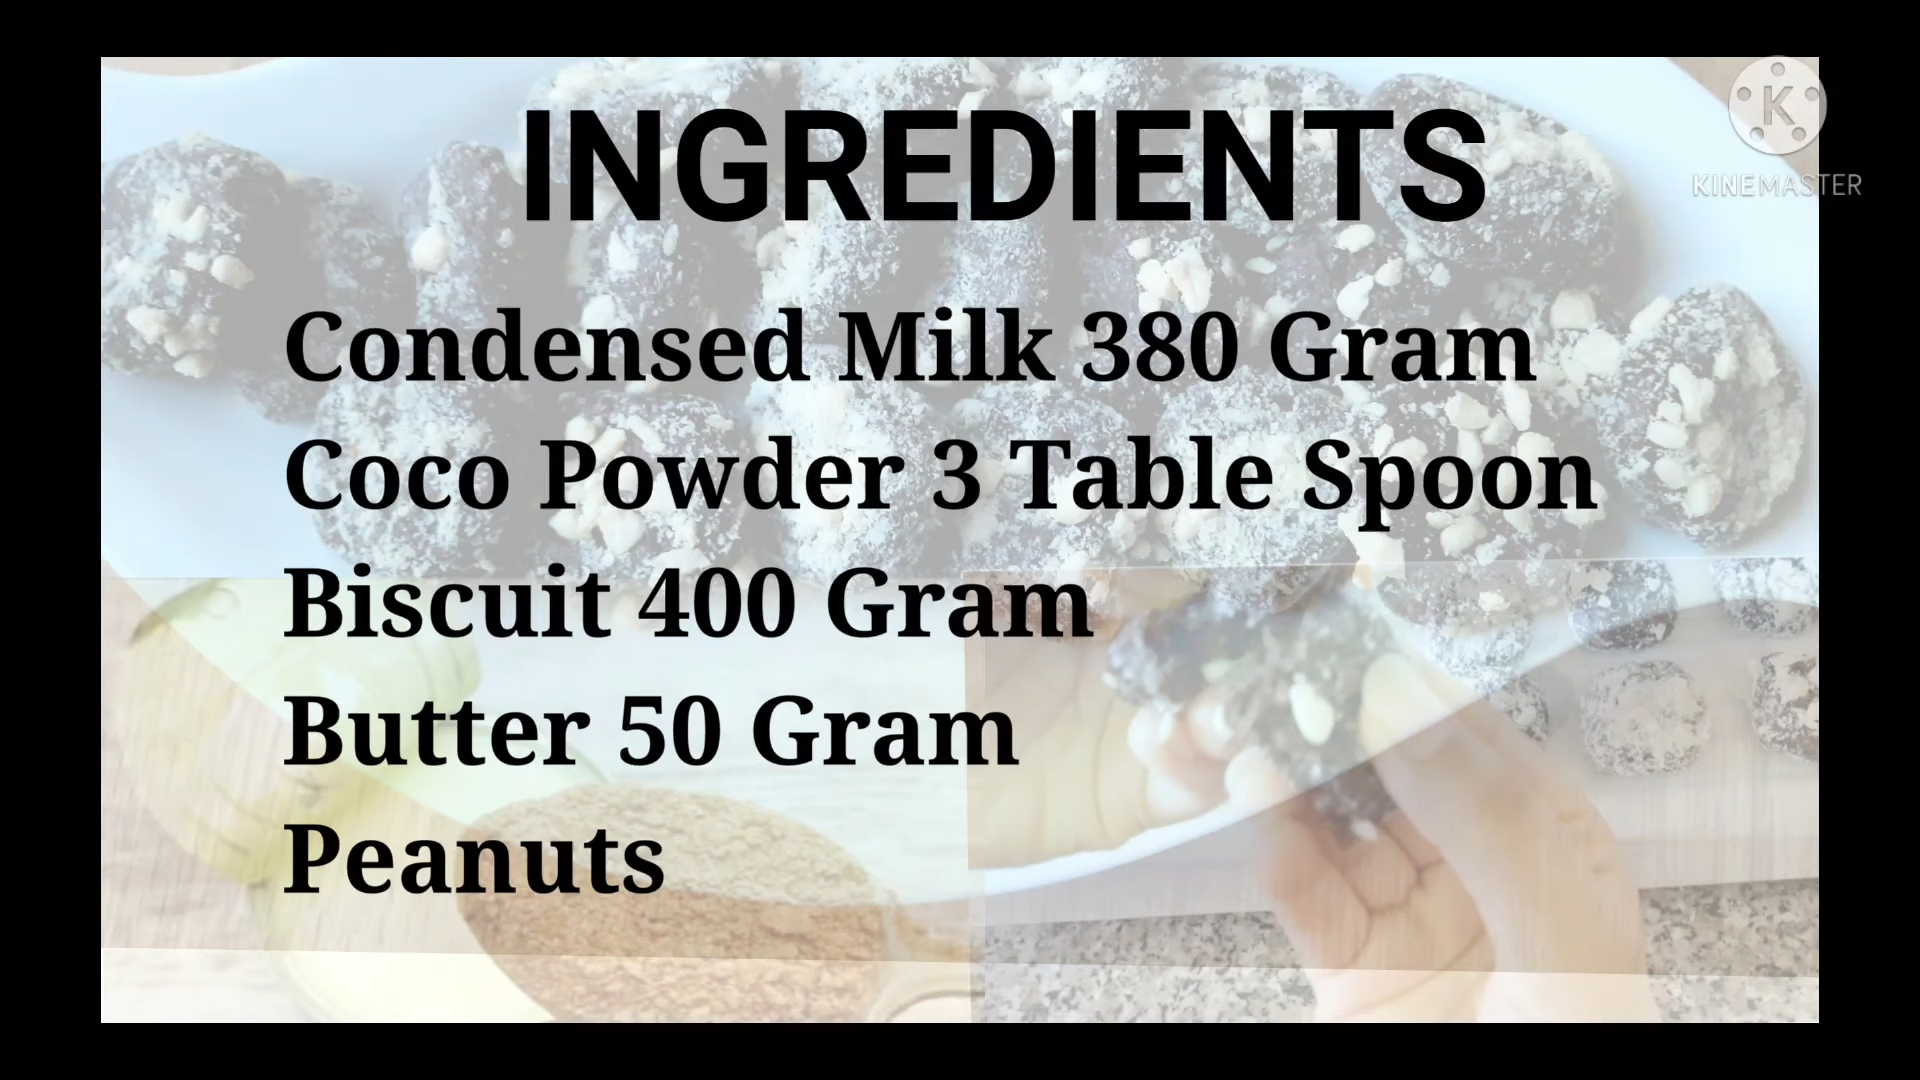 INGREDIENTS
KINEMASTER
Condensed Milk 380 Gram
Coco Powder 3 Table Spoon
Biscuit 400 Gram
Butter 50 Gram
Peanuts